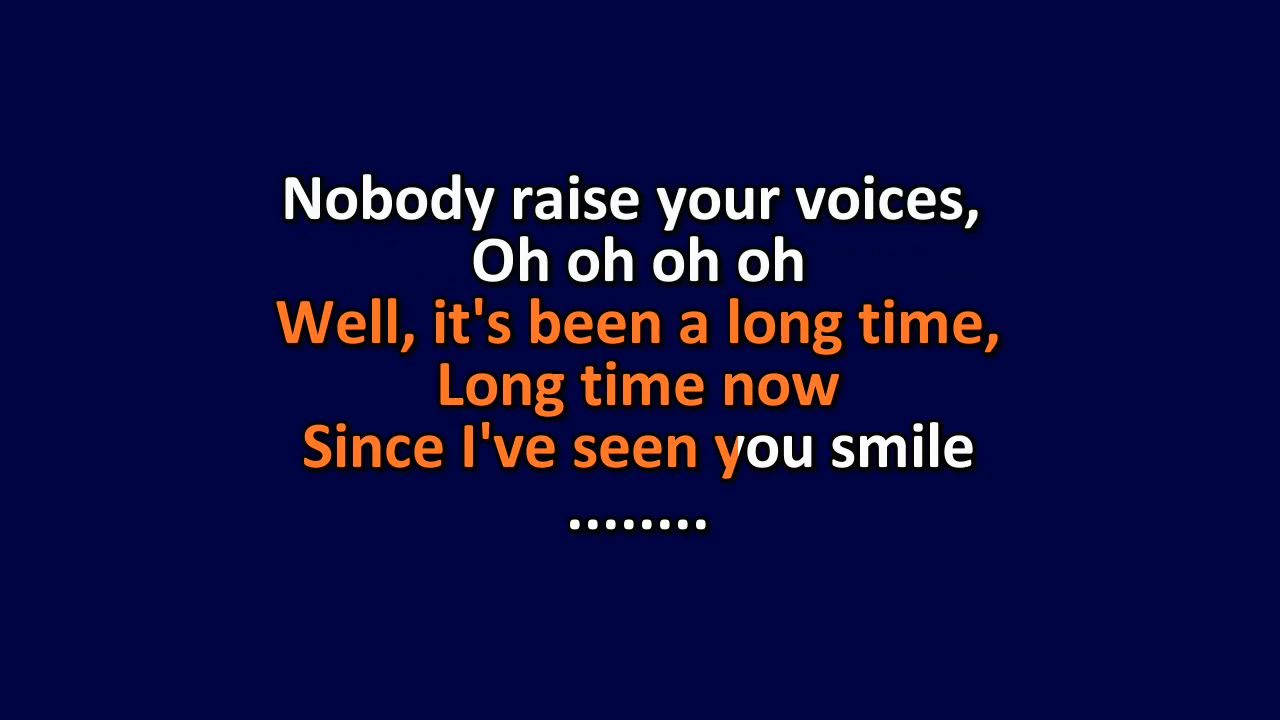 Nobody raise your voices,
Oh oh oh oh
Well, it's been a long time,
Long time now
Since I've seen you smile
........